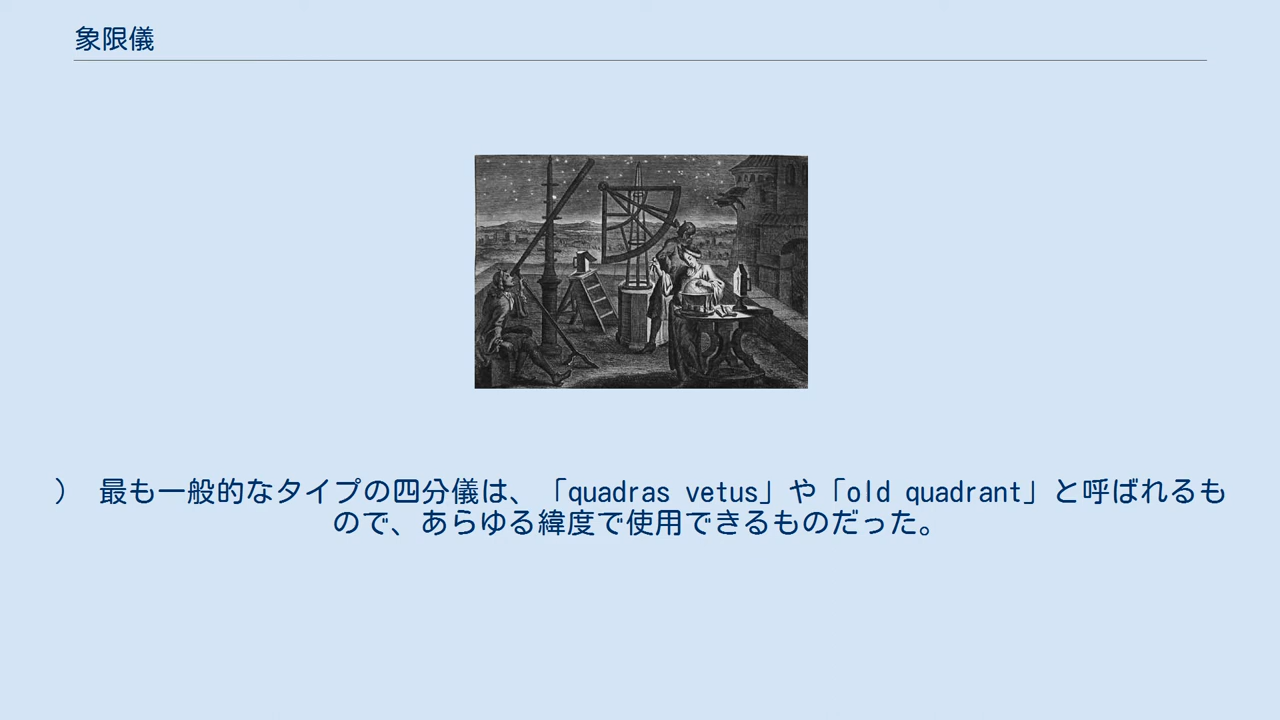 象限儀
） 最も一般的なタイプの四分儀は、「quadras vetus」や「old quadrant」と呼ばれるも
ので、あらゆる緯度で使用できるものだった。